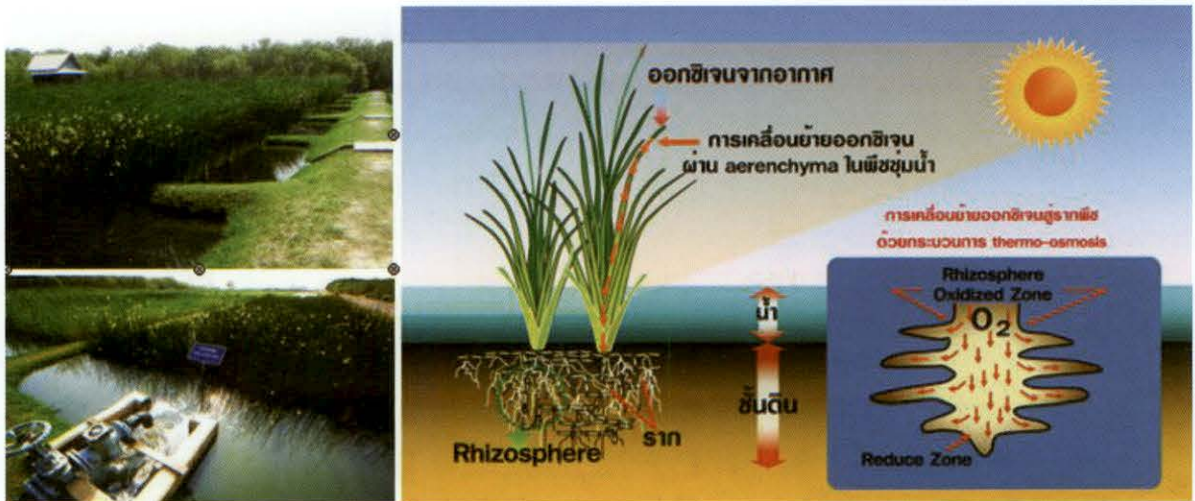 ออกซิเจนจากอากาศ
การเคลื่อนย้ายออกซิเจน
ผ่าน aerenchyma ในพืชชุ่มน้ำ
การเคลื่อนย้ายออกซิเจนสู่รากพืช
ด้วยกระบวนการ thermo-osmosis
Rhizosphere
Oxidized Zone
O2
น้ำ
ชั้นดิน
ราก
Rhizosphere
Reduce Zone